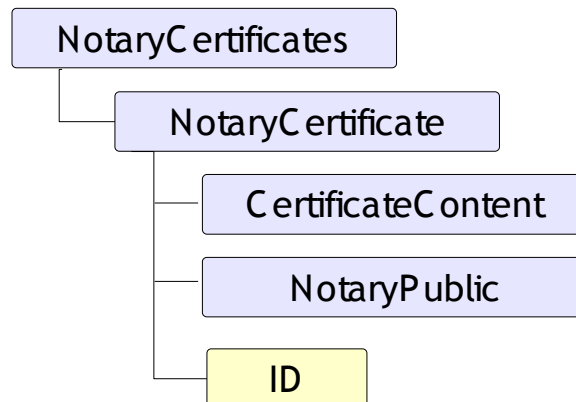 NotaryCertificates
NotaryCertificate
CertificateContent
NotaryPublic
ID